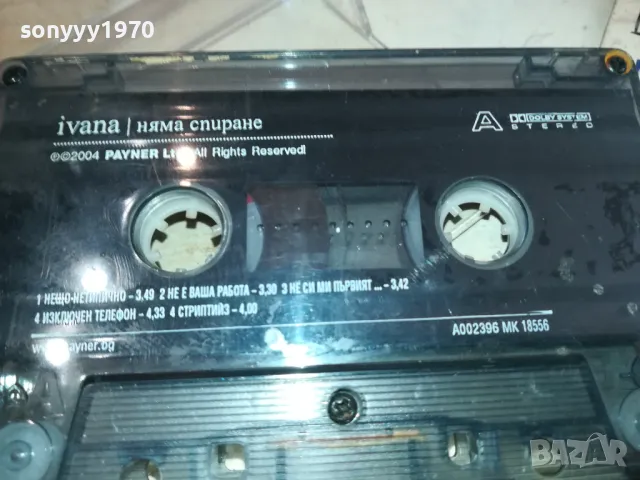 sonyyy1970
ivana | няма спиране
℗©2004 PAYNER All Rights Reserved!
A DOLBY SYSTEM
STEREO
1 НЕЩО-НЕТИПИЧНО – 3,49 2 НЕ Е ВАША РАБОТА – 3,30 3 НЕ СИ МИ ПЪРВИЯТ ... – 3,42
4 ИЗКЛЮЧЕН ТЕЛЕФОН – 4,33 4 СТРИПТИЙЗ – 4,00
A002396 MK 18556
BAZAR
bazar.bg